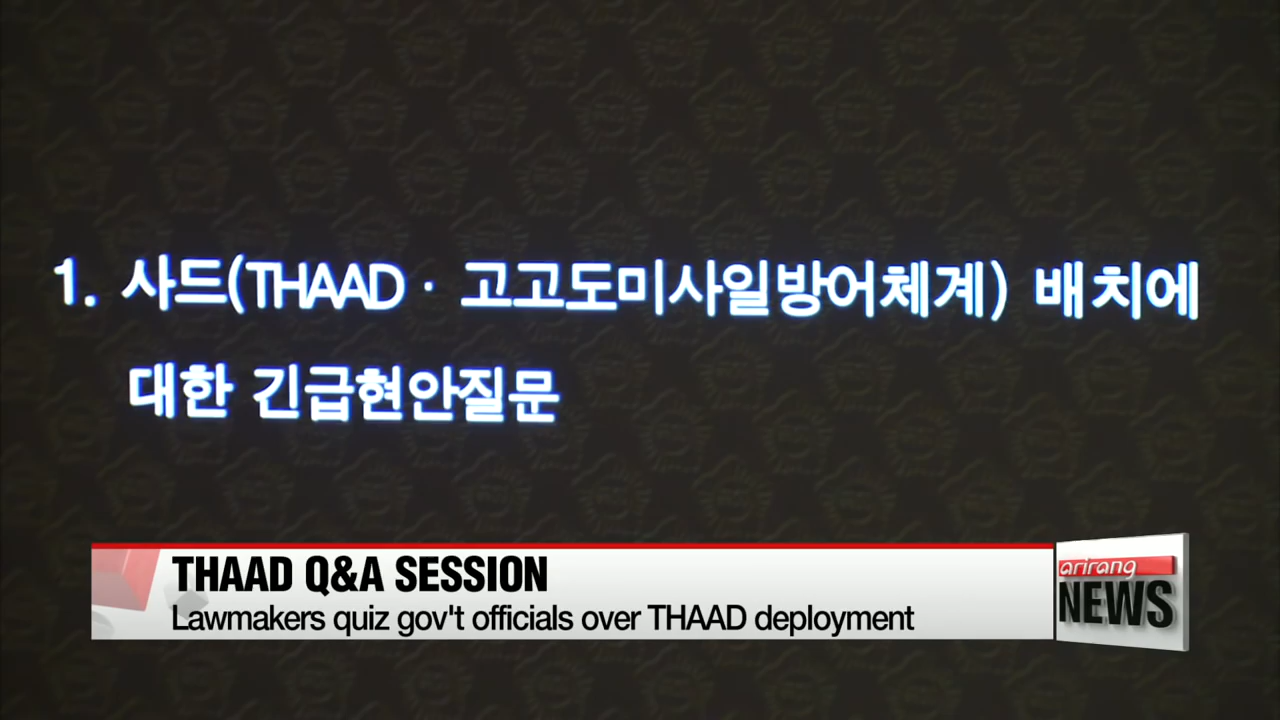 1. 사드(THAAD · 고고도미사일방어체계) 배치에
대한 긴급현안질문
THAAD Q&A SESSION
Lawmakers quiz gov't officials over THAAD deployment
arirang
NEWS